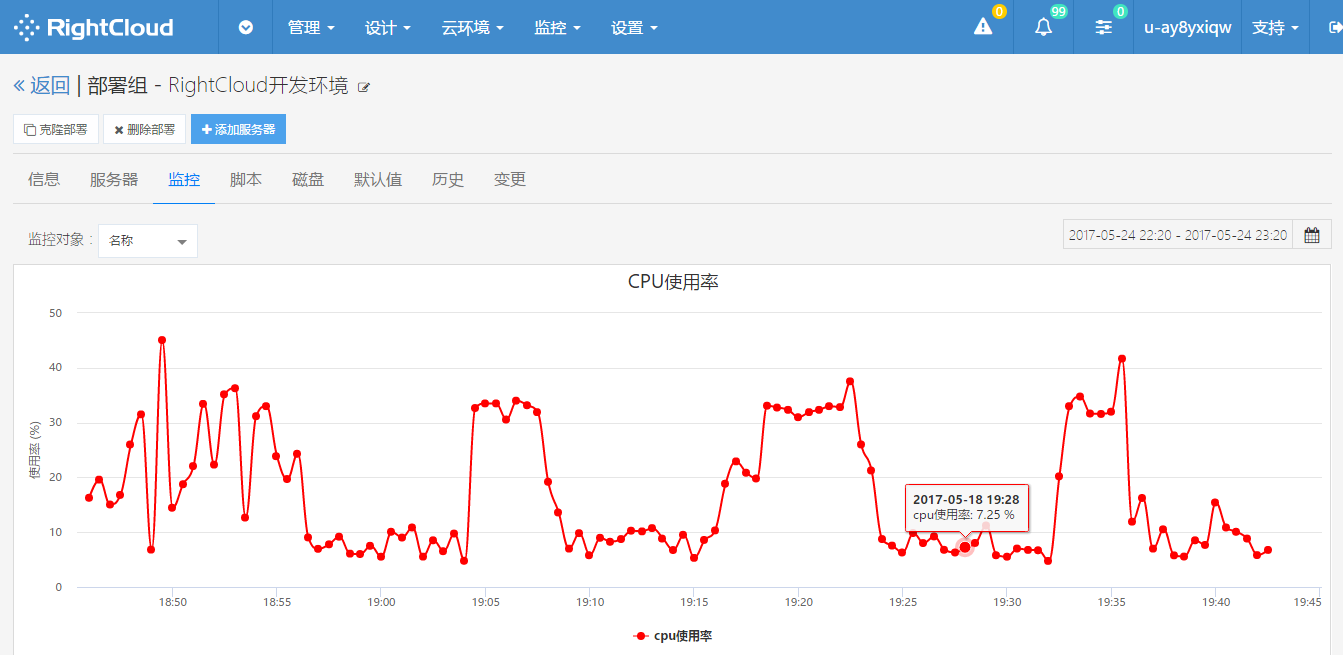 RightCloud 管理 设计 云环境 监控 设置 0 99 0 u-ay8yxiqw 支持
« 返回 | 部署组 - RightCloud开发环境
克隆部署 删除部署 添加服务器
信息 服务器 监控 脚本 磁盘 默认值 历史 变更
监控对象 : 名称 2017-05-24 22:20 - 2017-05-24 23:20
CPU使用率
使用率 (%)
50
40
30
20
10
0
2017-05-18 19:28
cpu使用率: 7.25 %
18:50 18:55 19:00 19:05 19:10 19:15 19:20 19:25 19:30 19:35 19:40 19:45
cpu使用率